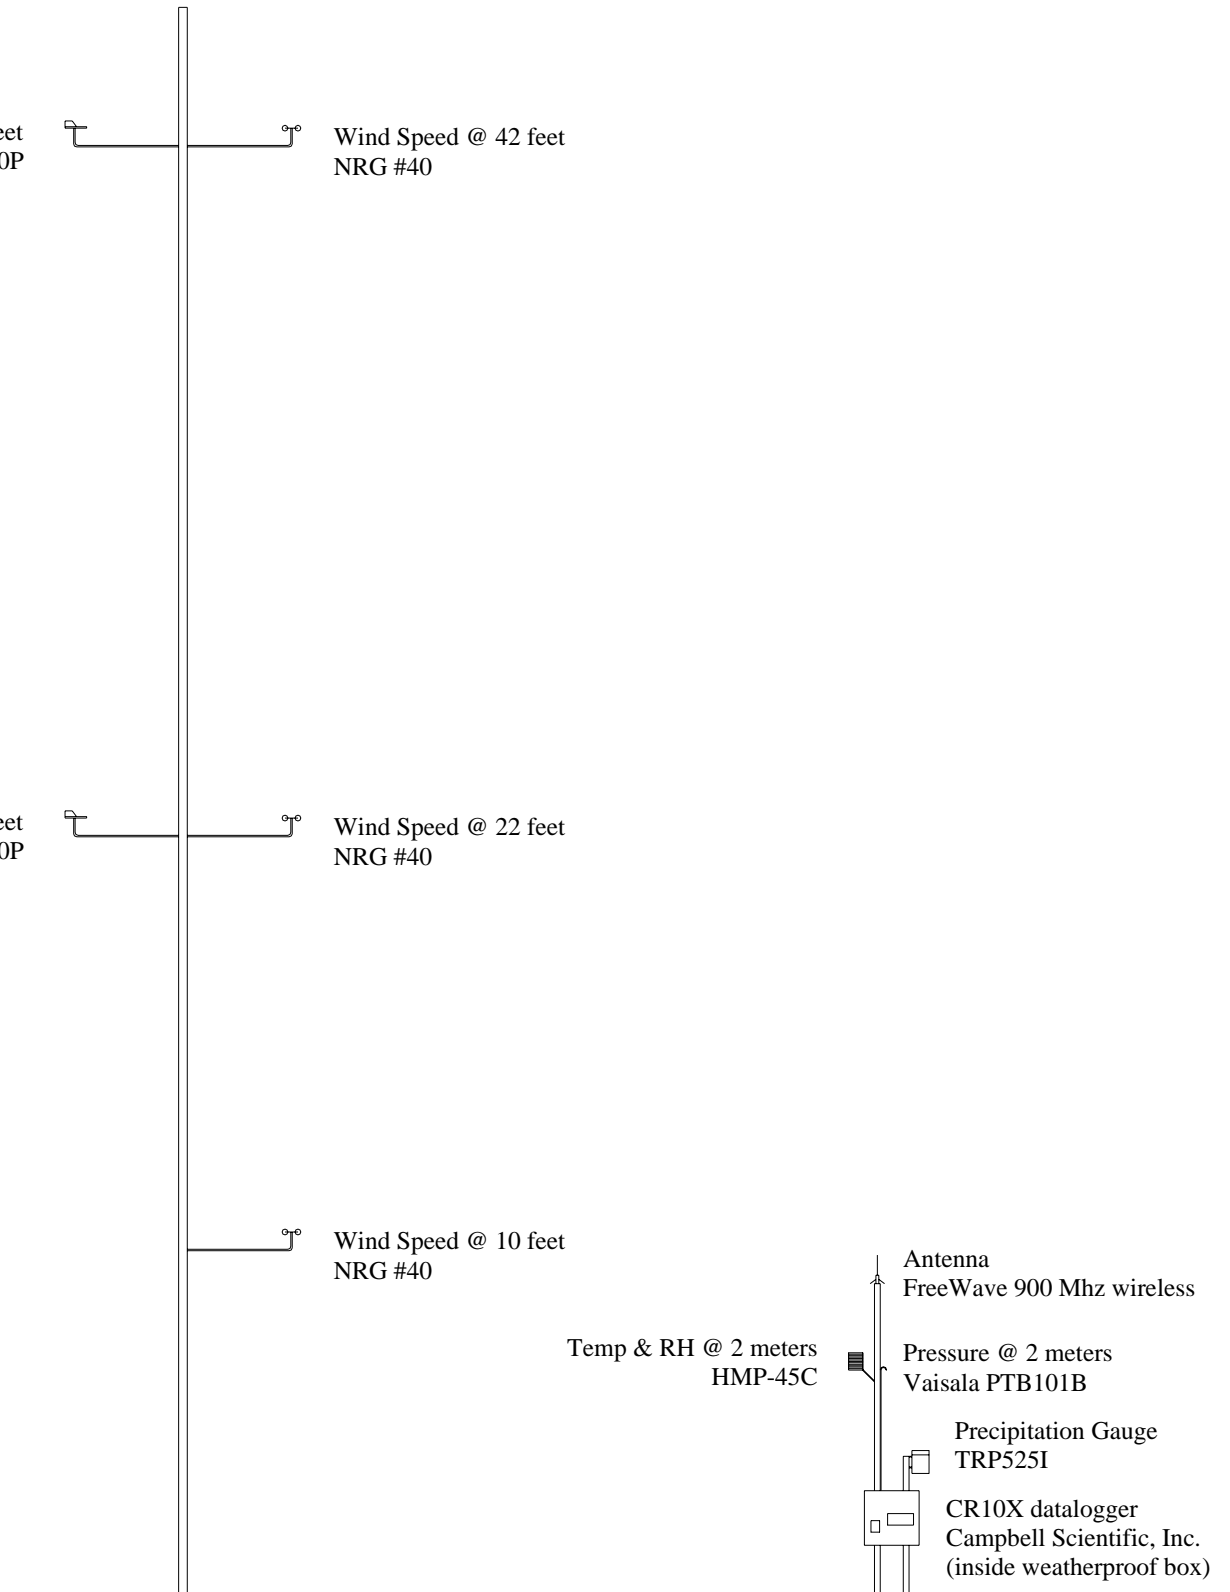 Wind Speed @ 42 feet
NRG #40
Wind Speed @ 22 feet
NRG #40
Wind Speed @ 10 feet
NRG #40
Antenna
FreeWave 900 Mhz wireless
Temp & RH @ 2 meters
HMP-45C
Pressure @ 2 meters
Vaisala PTB101B
Precipitation Gauge
TRP525I
CR10X datalogger
Campbell Scientific, Inc.
(inside weatherproof box)